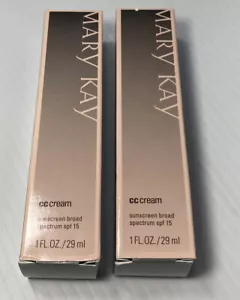 MARY KAY
cc cream
sunscreen broad
spectrum spf 15
1 FL.OZ./29 ml
MARY KAY
cc cream
sunscreen broad
spectrum spf 15
1 FL.OZ./29 ml